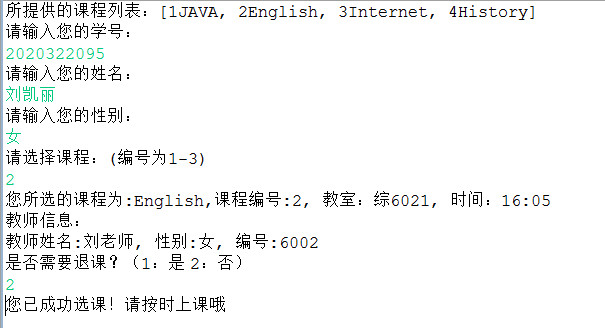 所提供的课程列表：[1JAVA, 2English, 3Internet, 4History]
请输入您的学号：
2020322095
请输入您的姓名：
刘凯丽
请输入您的性别：
女
请选择课程：(编号为1-3)
2
您所选的课程为:English,课程编号:2, 教室：综6021, 时间：16:05
教师信息：
教师姓名:刘老师, 性别:女, 编号:6002
是否需要退课？（1：是 2：否）
2
您已成功选课！请按时上课哦